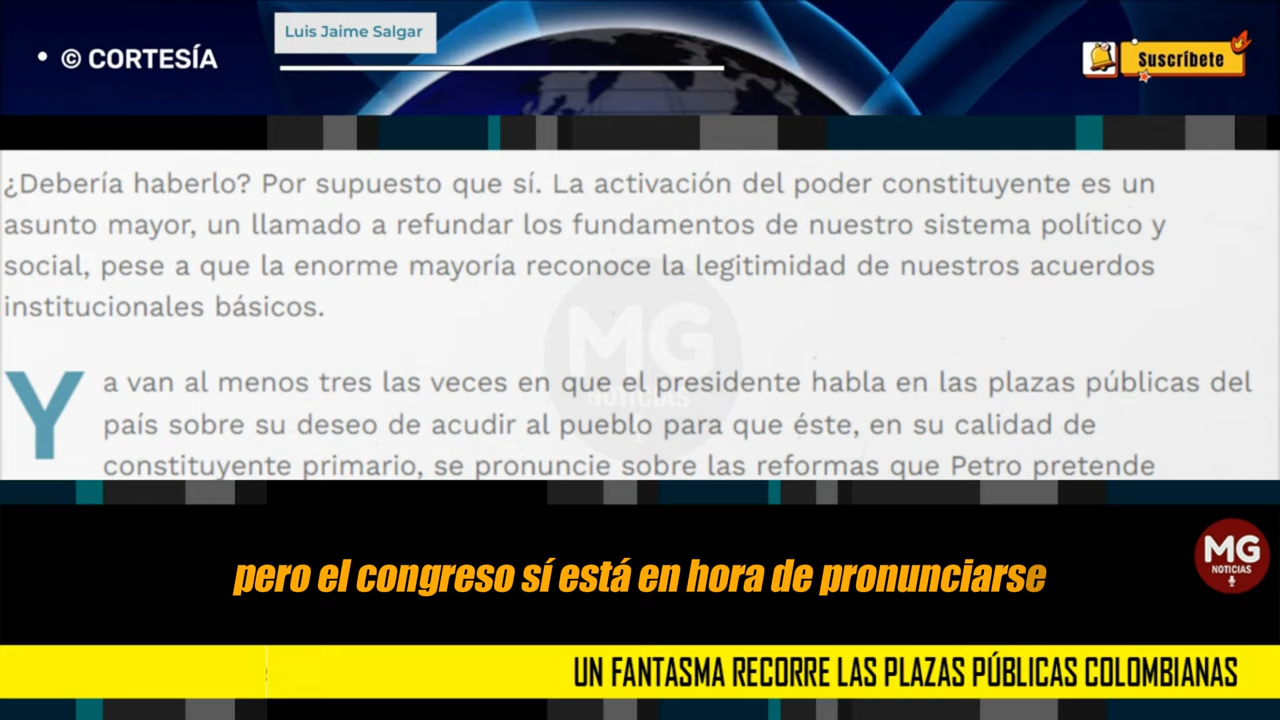 • © CORTESÍA
Luis Jaime Salgar
Suscríbete
¿Debería haberlo? Por supuesto que sí. La activación del poder constituyente es un
asunto mayor, un llamado a refundar los fundamentos de nuestro sistema político y
social, pese a que la enorme mayoría reconoce la legitimidad de nuestros acuerdos
institucionales básicos.
MG
NOTICIAS
Y a van al menos tres las veces en que el presidente habla en las plazas públicas del
país sobre su deseo de acudir al pueblo para que éste, en su calidad de
constituyente primario, se pronuncie sobre las reformas que Petro pretende
pero el congreso sí está en hora de pronunciarse
MG
NOTICIAS
UN FANTASMA RECORRE LAS PLAZAS PÚBLICAS COLOMBIANAS